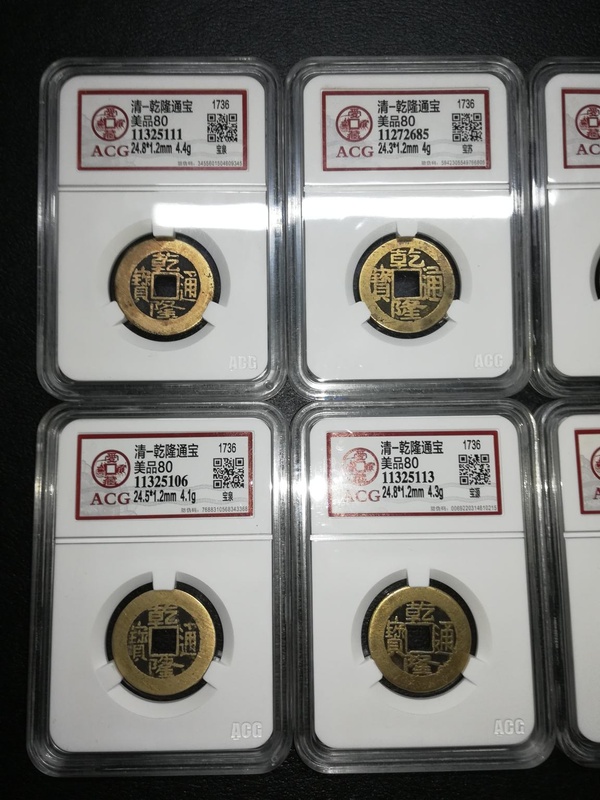 清一乾隆通宝 1736
美品80
11325111
ACG 24.8*1.2mm 4.4g 宝泉
乾隆通寶
ACG
清一乾隆通宝 1736
美品80
11272685
ACG 24.3*1.2mm 4g 宝苏
乾隆通寶
ACG
清一乾隆通宝 1736
美品80
11325106
ACG 24.5*1.2mm 4.1g 宝泉
乾隆通寶
ACG
清一乾隆通宝 1736
美品80
11325113
ACG 24.8*1.2mm 4.3g 宝源
乾隆通寶
ACG